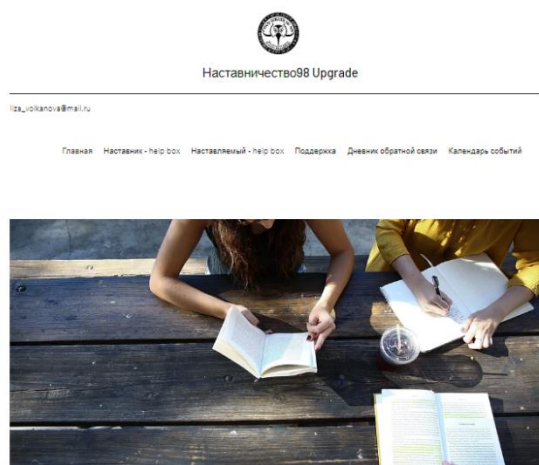 Наставничество98 Upgrade
liza_volkanova@mail.ru
Главная Наставник - help box Наставляемый - help box Поддержка Дневник обратной связи Календарь событий